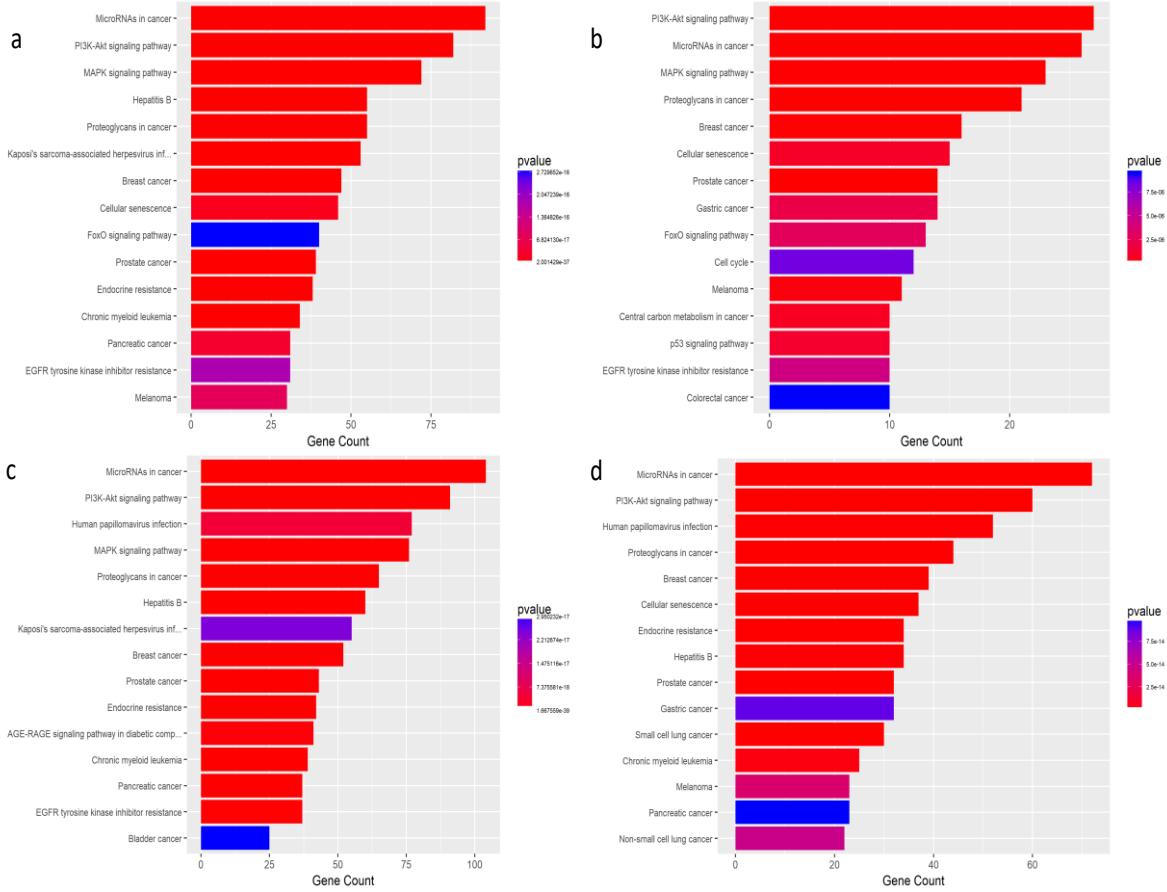 a
MicroRNAs in cancer
PI3K-Akt signaling pathway
MAPK signaling pathway
Hepatitis B
Proteoglycans in cancer
Kaposi's sarcoma-associated herpesvirus inf...
Breast cancer
Cellular senescence
FoxO signaling pathway
Prostate cancer
Endocrine resistance
Chronic myeloid leukemia
Pancreatic cancer
EGFR tyrosine kinase inhibitor resistance
Melanoma
0 25 50 75
Gene Count
pvalue
2.729652e-16
2.047239e-16
1.364826e-16
6.824130e-17
2.001429e-37
b
PI3K-Akt signaling pathway
MicroRNAs in cancer
MAPK signaling pathway
Proteoglycans in cancer
Breast cancer
Cellular senescence
Prostate cancer
Gastric cancer
FoxO signaling pathway
Cell cycle
Melanoma
Central carbon metabolism in cancer
p53 signaling pathway
EGFR tyrosine kinase inhibitor resistance
Colorectal cancer
0 10 20
Gene Count
pvalue
7.5e-06
5.0e-06
2.5e-06
c
MicroRNAs in cancer
PI3K-Akt signaling pathway
Human papillomavirus infection
MAPK signaling pathway
Proteoglycans in cancer
Hepatitis B
Kaposi's sarcoma-associated herpesvirus inf...
Breast cancer
Prostate cancer
Endocrine resistance
AGE-RAGE signaling pathway in diabetic comp...
Chronic myeloid leukemia
Pancreatic cancer
EGFR tyrosine kinase inhibitor resistance
Bladder cancer
0 25 50 75 100
Gene Count
pvalue
2.950232e-17
2.212674e-17
1.475116e-17
7.375581e-18
1.667559e-39
d
MicroRNAs in cancer
PI3K-Akt signaling pathway
Human papillomavirus infection
Proteoglycans in cancer
Breast cancer
Cellular senescence
Endocrine resistance
Hepatitis B
Prostate cancer
Gastric cancer
Small cell lung cancer
Chronic myeloid leukemia
Melanoma
Pancreatic cancer
Non-small cell lung cancer
0 20 40 60
Gene Count
pvalue
7.5e-14
5.0e-14
2.5e-14